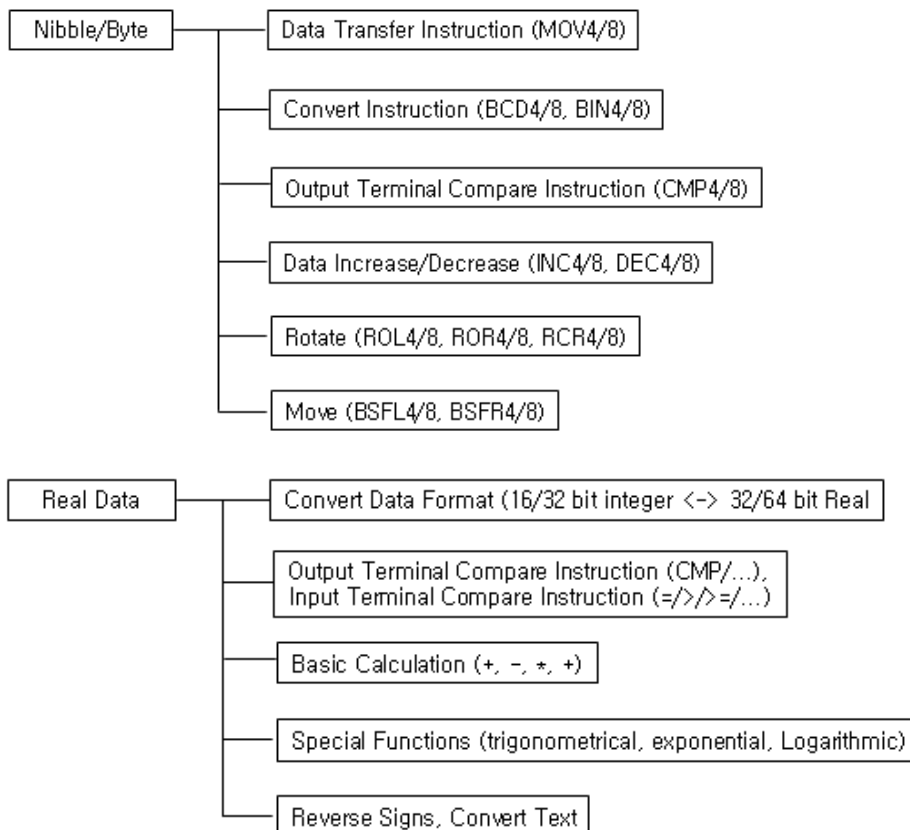 Nibble/Byte
Data Transfer Instruction (MOV4/8)
Convert Instruction (BCD4/8, BIN4/8)
Output Terminal Compare Instruction (CMP4/8)
Data Increase/Decrease (INC4/8, DEC4/8)
Rotate (ROL4/8, ROR4/8, RCR4/8)
Move (BSFL4/8, BSFR4/8)
Real Data
Convert Data Format (16/32 bit integer <-> 32/64 bit Real
Output Terminal Compare Instruction (CMP/...),
Input Terminal Compare Instruction (=/>/>=/...)
Basic Calculation (+, -, *, +)
Special Functions (trigonometrical, exponential, Logarithmic)
Reverse Signs, Convert Text